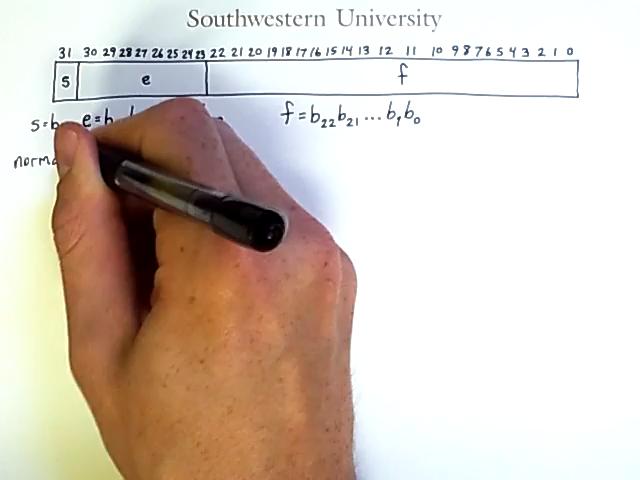 Southwestern University
31 30 29 28 27 26 25 24 23 22 21 20 19 18 17 16 15 14 13 12 11 10 9 8 7 6 5 4 3 2 1 0
s e f
s=b e=b f=b₂₂b₂₁...b₁b₀